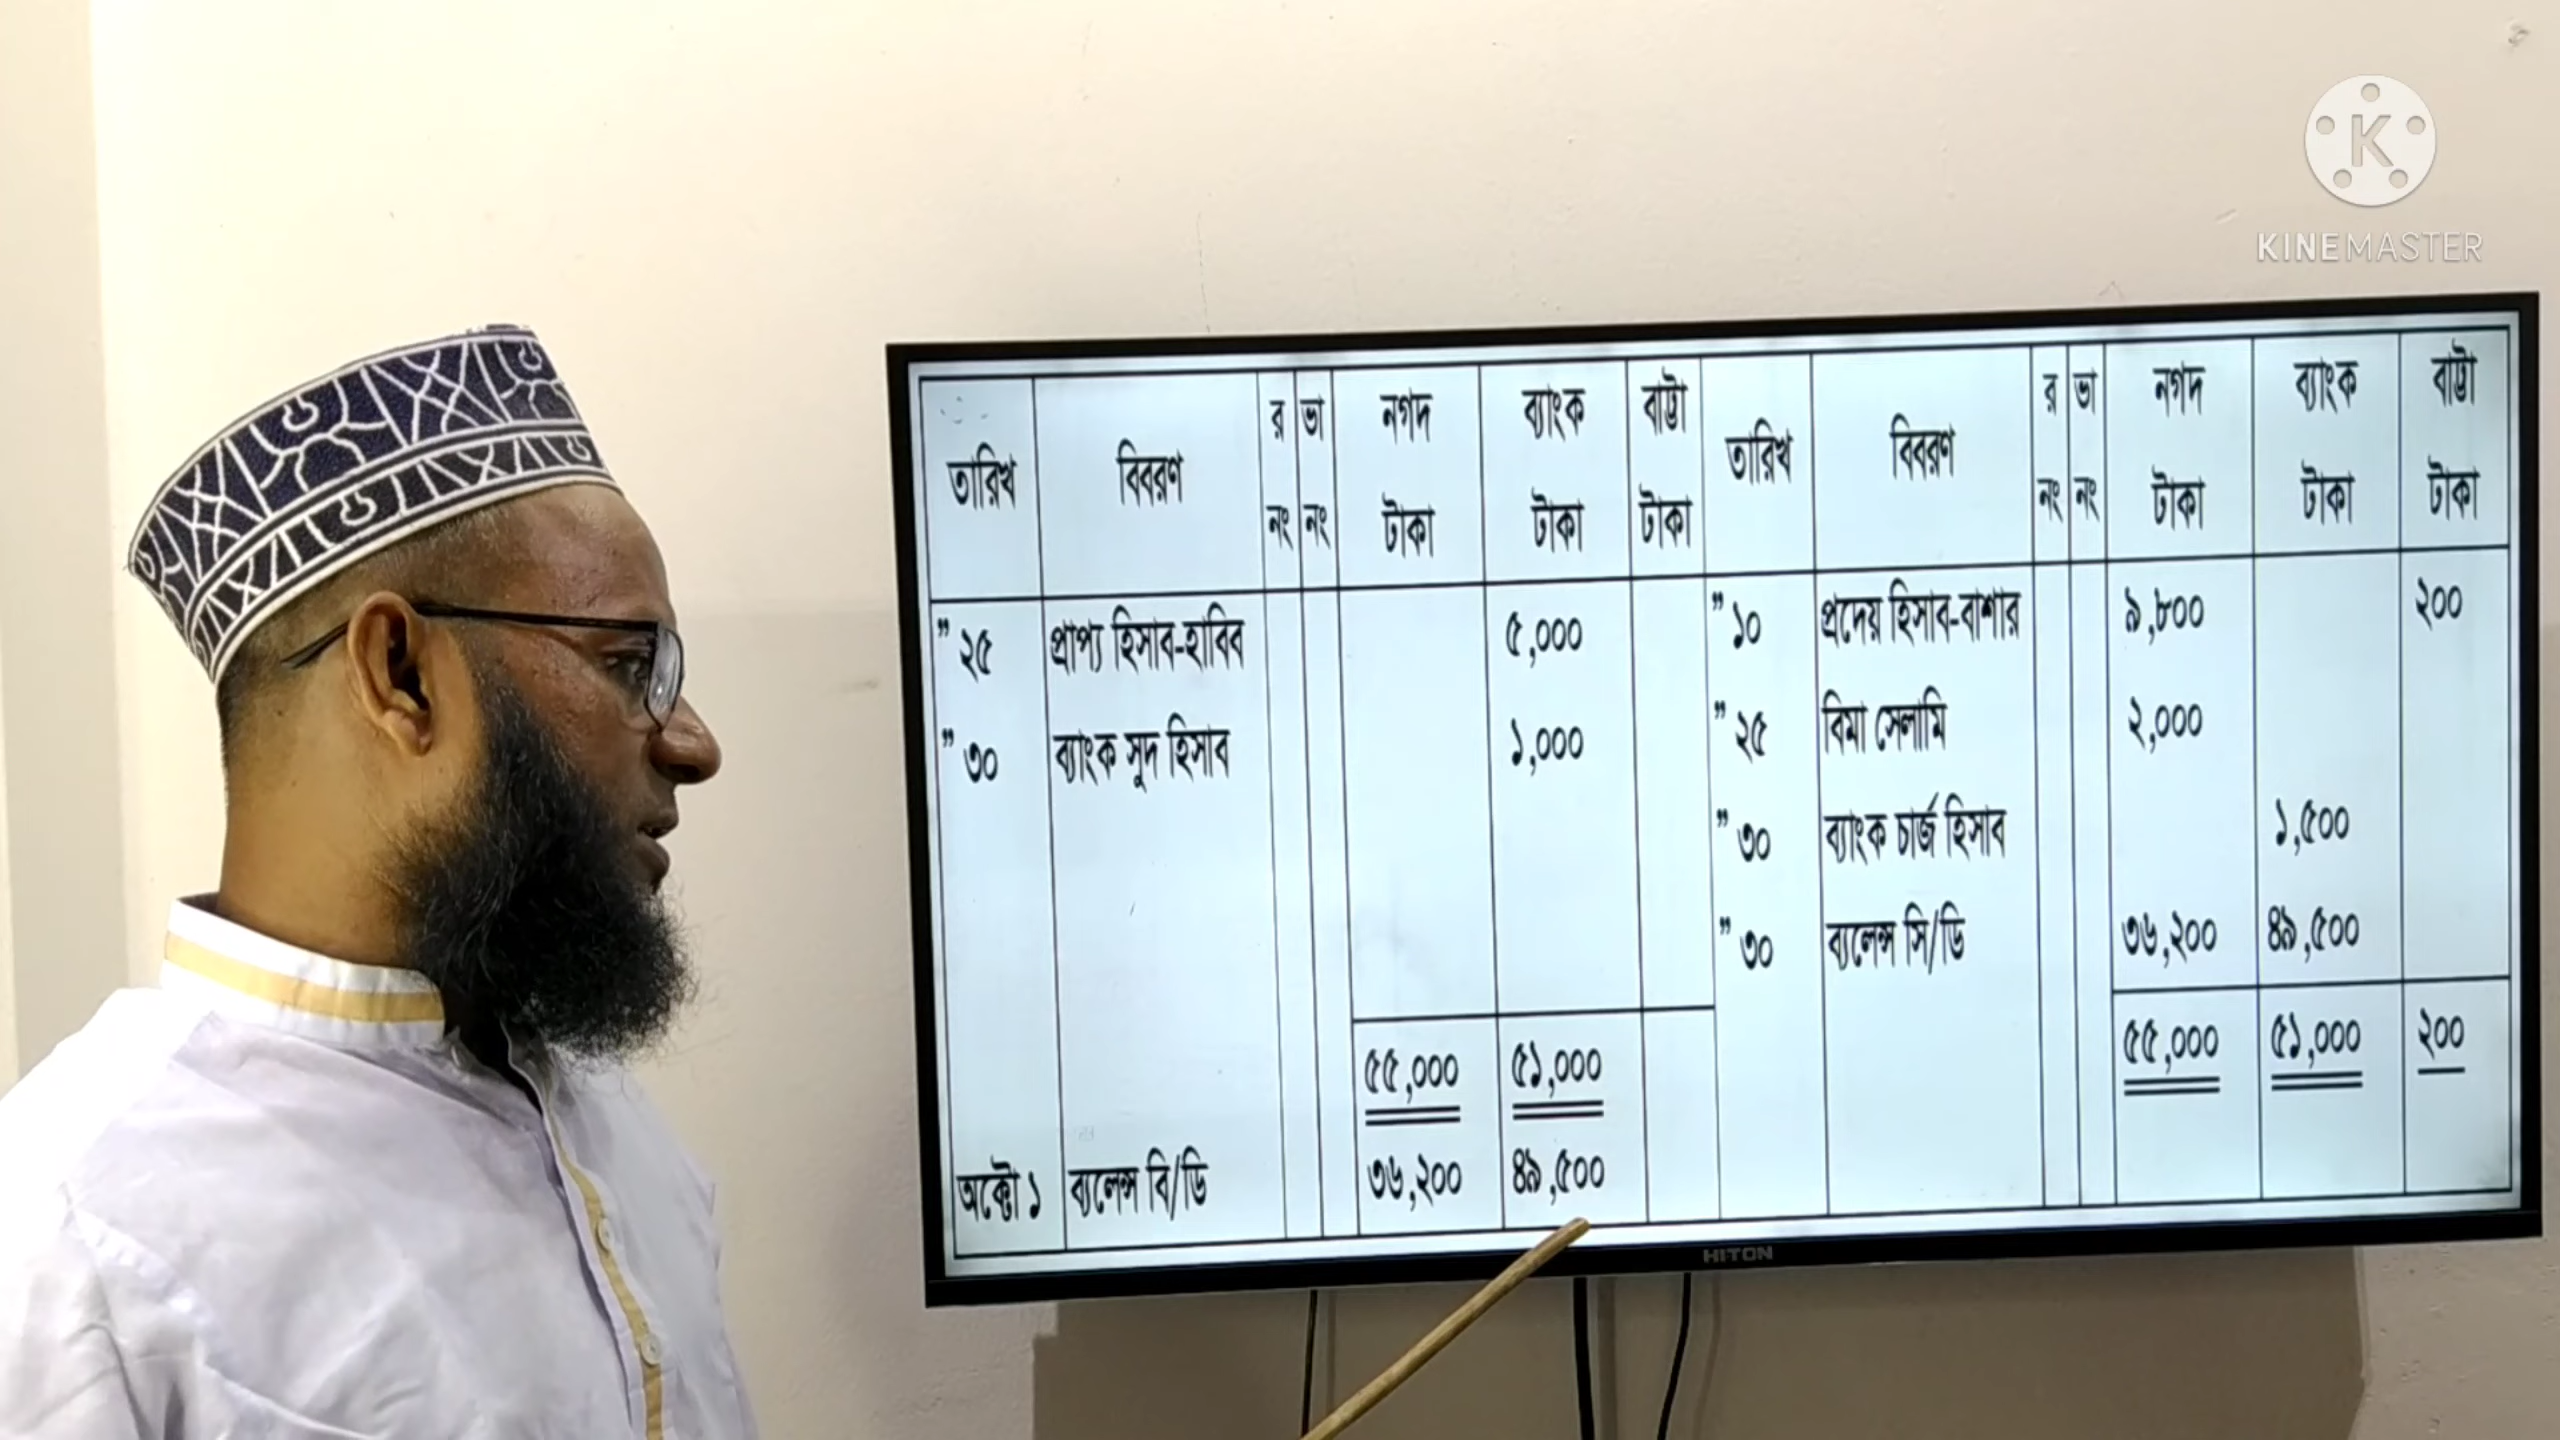 K
KINEMASTER
তারিখ বিবরণ র নং ভা নং নগদ টাকা ব্যাংক টাকা বাট্টা টাকা তারিখ বিবরণ র নং ভা নং নগদ টাকা ব্যাংক টাকা বাট্টা টাকা
” ২৫ প্রাপ্য হিসাব-হাবিব ৫,০০০ ” ১০ প্রদেয় হিসাব-বাশার ৯,৮০০ ২০০
” ৩০ ব্যাংক সুদ হিসাব ১,০০০ ” ২৫ বিমা সেলামি ২,০০০
” ৩০ ব্যাংক চার্জ হিসাব ১,৫০০
” ৩০ ব্যলেন্স সি/ডি ৩৬,২০০ ৪৯,৫০০
৫৫,০০০ ৫১,০০০ ৫৫,০০০ ৫১,০০০ ২০০
অক্টো ১ ব্যলেন্স বি/ডি ৩৬,২০০ ৪৯,৫০০
HITON